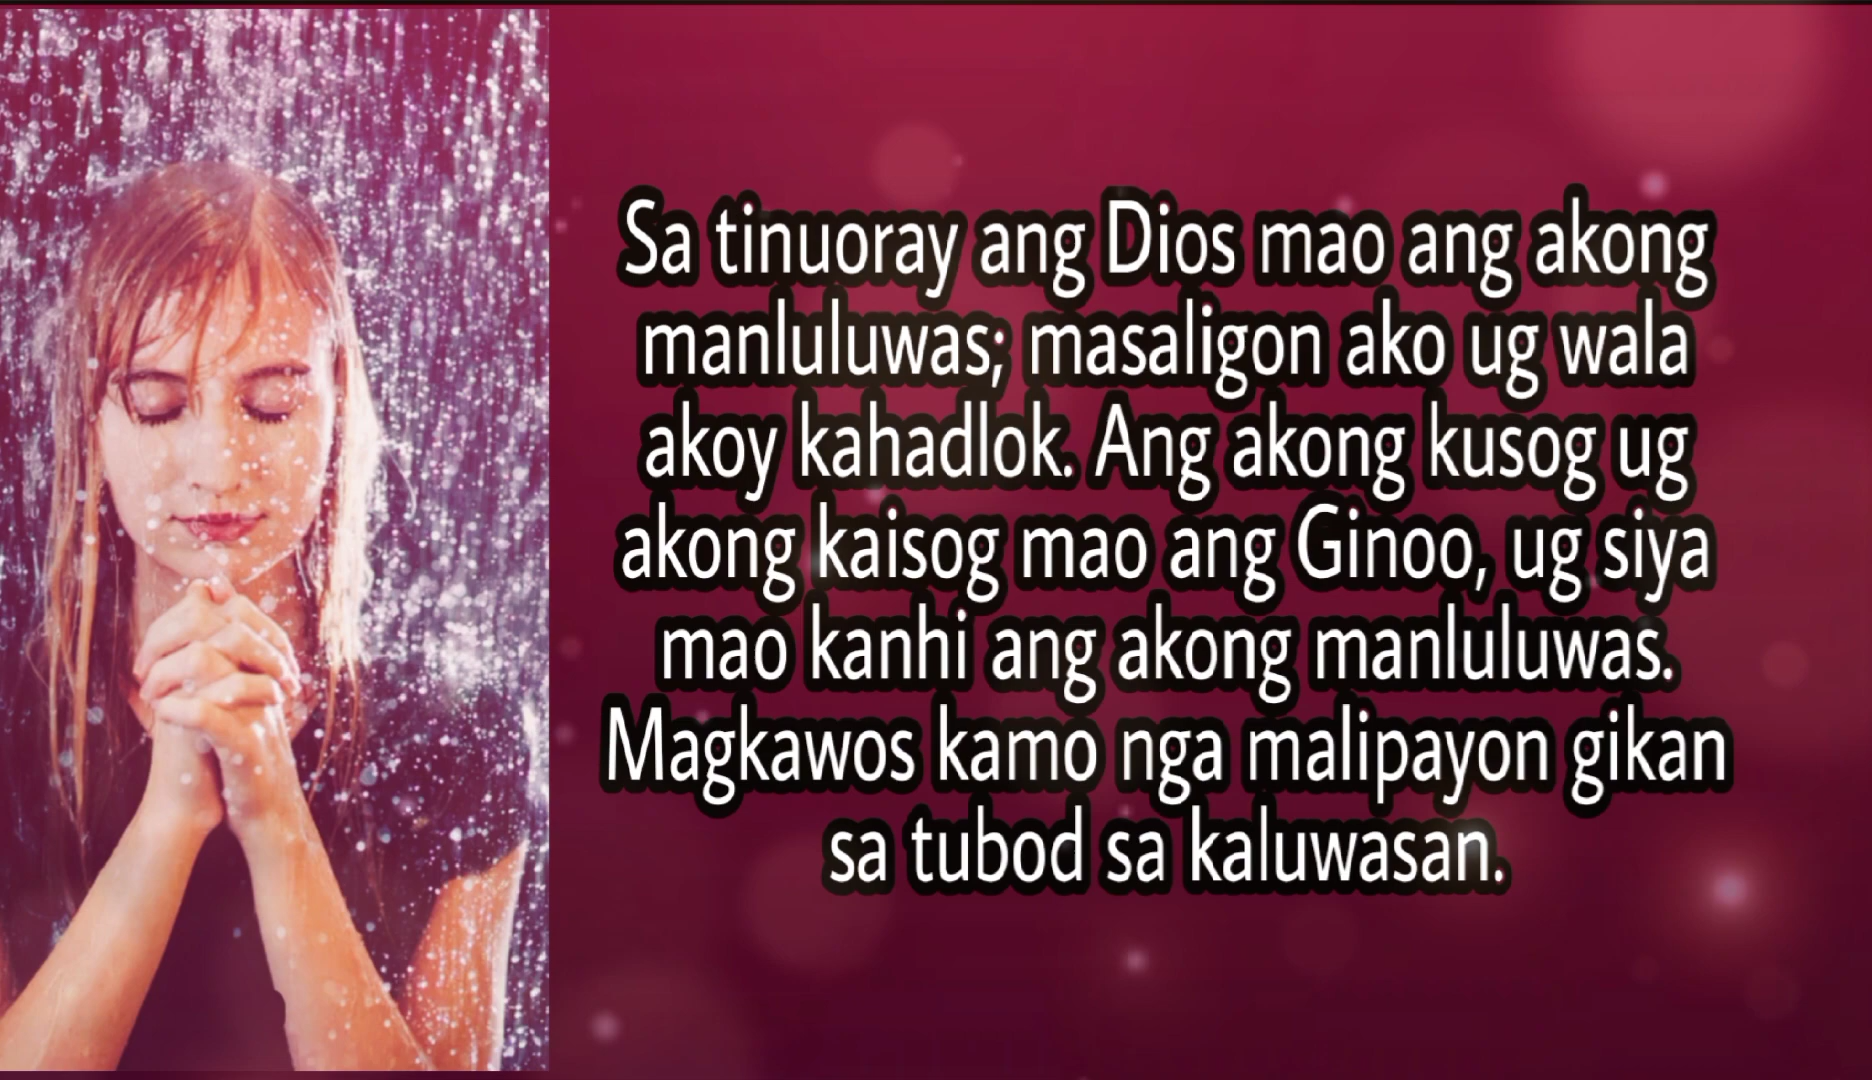 Sa tinuoray ang Dios mao ang akong
manluluwas; masaligon ako ug wala
akoy kahadlok. Ang akong kusog ug
akong kaisog mao ang Ginoo, ug siya
mao kanhi ang akong manluluwas.
Magkawos kamo nga malipayon gikan
sa tubod sa kaluwasan.